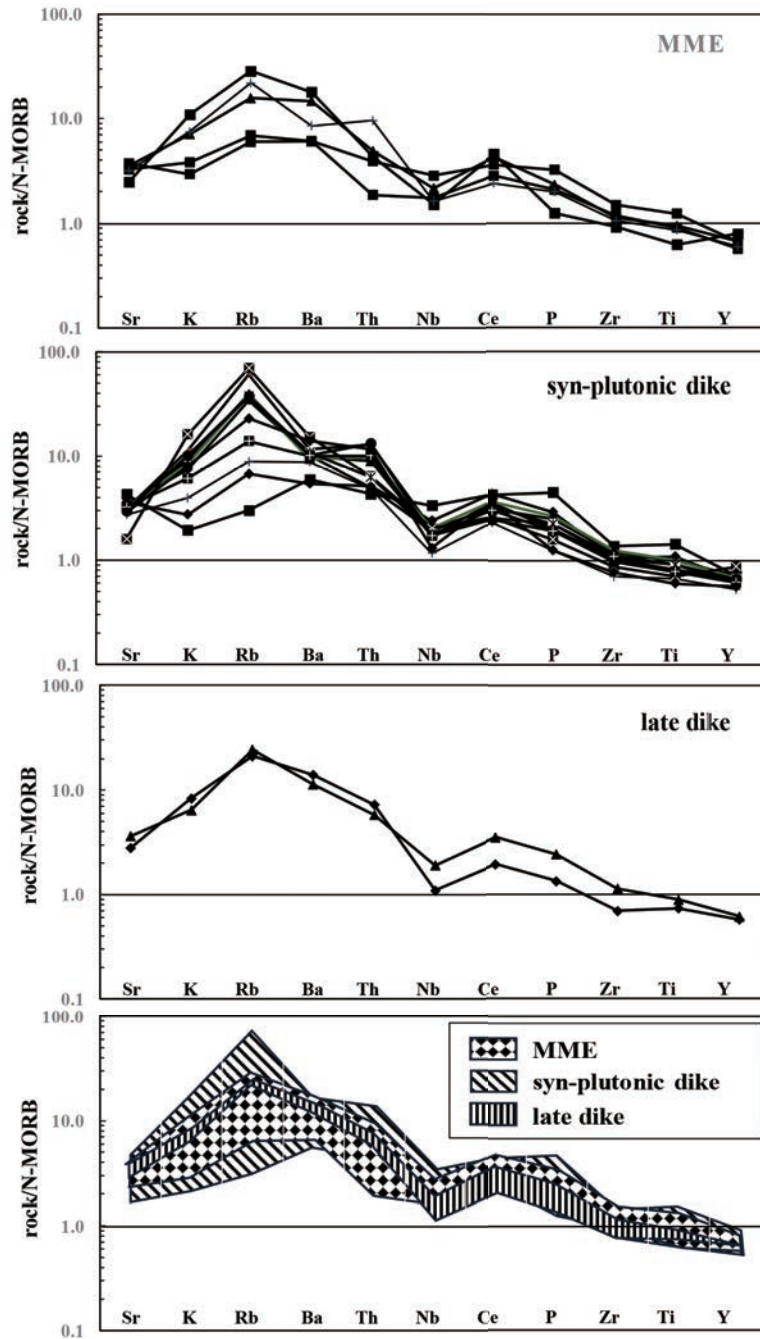 100.0
MME
10.0
rock/N-MORB
1.0
0.1
Sr K Rb Ba Th Nb Ce P Zr Ti Y
100.0
syn-plutonic dike
10.0
rock/N-MORB
1.0
0.1
Sr K Rb Ba Th Nb Ce P Zr Ti Y
100.0
late dike
10.0
rock/N-MORB
1.0
0.1
Sr K Rb Ba Th Nb Ce P Zr Ti Y
100.0
MME
syn-plutonic dike
late dike
10.0
rock/N-MORB
1.0
0.1
Sr K Rb Ba Th Nb Ce P Zr Ti Y